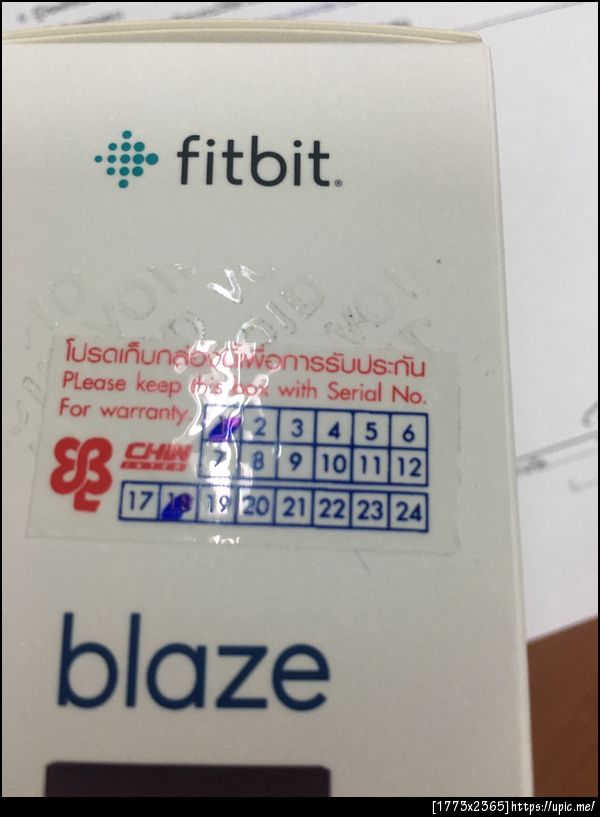 fitbit
โปรดเก็บกล่องนี้เพื่อการรับประกัน
PLease keep this box with Serial No.
For warranty.
1 2 3 4 5 6
7 8 9 10 11 12
17 18 19 20 21 22 23 24
blaze
[1773x2365]https://upic.me/